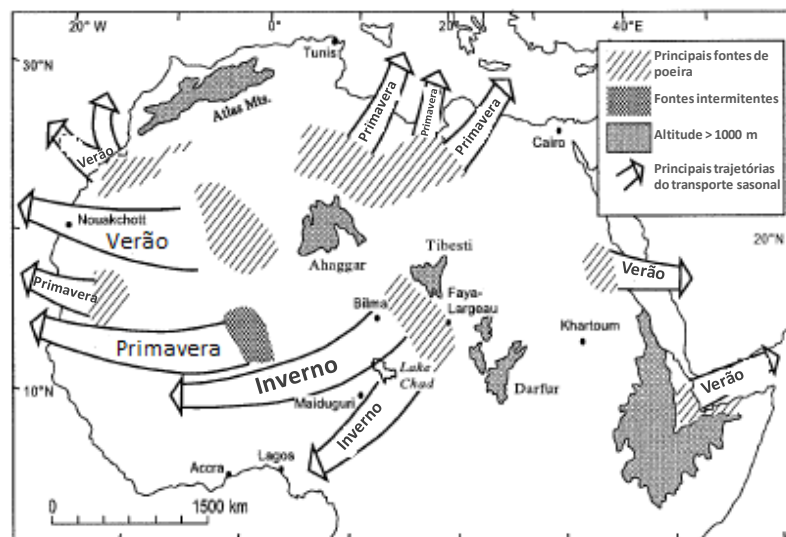 20° W
0°
20°E
40°E
30°N
Tunis
Atlas Mts.
Primavera
Primavera
Primavera
Cairo
Principais fontes de
poeira
Fontes intermitentes
Altitude > 1000 m
Principais trajetórias
do transporte sasonal
Verão
Nouakchott
Verão
Ahaggar
Tibesti
20°N
Verão
Primavera
Bilma
Faya-
Largeau
Khartoum
Primavera
Inverno
Lake
Chad
Darfur
Verão
10°N
Maiduguri
Inverno
Accra
Lagos
0
1500 km